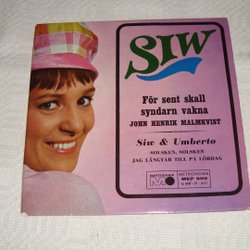 SIW
För sent skall
syndarn vakna
JOHN HENRIK MALMKVIST
Siw & Umberto
SOLSKEN, SOLSKEN
JAG LÄNGTAR TILL PÅ LÖRDAG
METRONOME